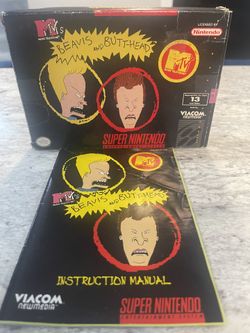 MTV's
BEAVIS AND BUTT-HEAD
LICENSED BY
Nintendo
MTV
13
VIACOM
newmedia
SUPER NINTENDO
ENTERTAINMENT SYSTEM
MTV's
BEAVIS AND BUTT-HEAD
MTV
INSTRUCTION MANUAL
VIACOM
newmedia
SUPER NINTENDO
ENTERTAINMENT SYSTEM